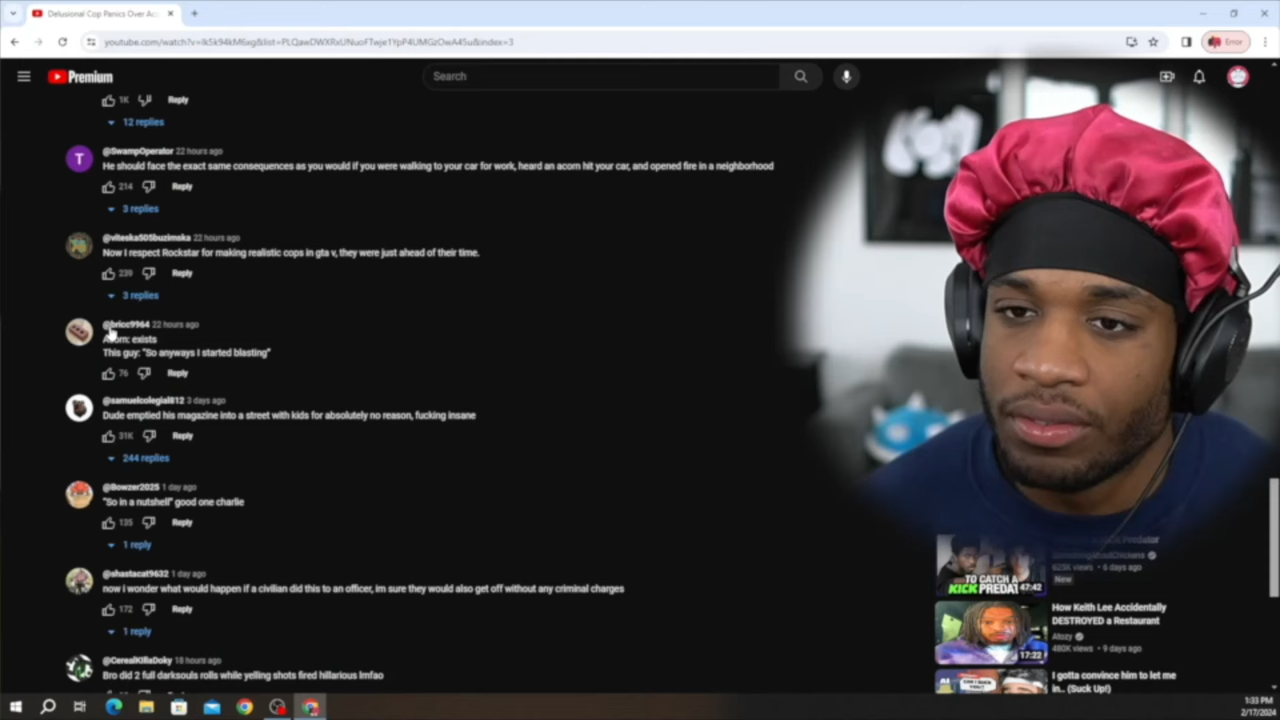 Delusional Cop Panics Over Ac
youtube.com/watch?v=lk5k94kM6xg&list=PLQawDWXRxUNuoFTwje1YpP4UMGzOwA45u&index=3
Error
Premium
Search
1K Reply
12 replies
@SwampOperator 22 hours ago
He should face the exact same consequences as you would if you were walking to your car for work, heard an acorn hit your car, and opened fire in a neighborhood
214 Reply
3 replies
@viteska505buzimska 22 hours ago
Now I respect Rockstar for making realistic cops in gta v, they were just ahead of their time.
239 Reply
3 replies
@bricc9964 22 hours ago
Acorn: exists
This guy: "So anyways I started blasting"
76 Reply
@samuelcolegial812 3 days ago
Dude emptied his magazine into a street with kids for absolutely no reason, fucking insane
31K Reply
244 replies
@Bowzer2025 1 day ago
"So in a nutshell" good one charlie
135 Reply
1 reply
@shastacat9632 1 day ago
now i wonder what would happen if a civilian did this to an officer, im sure they would also get off without any criminal charges
172 Reply
1 reply
@CerealKillaDoky 18 hours ago
Bro did 2 full darksouls rolls while yelling shots fired hillarious lmfao
Predator
623K views • 6 days ago
New
TO CATCH A
KICK PREDAT
47:42
How Keith Lee Accidentally
DESTROYED a Restaurant
Atozy
480K views • 9 days ago
17:22
I gotta convince him to let me
in.. (Suck Up!)
1:33 PM
2/17/2024